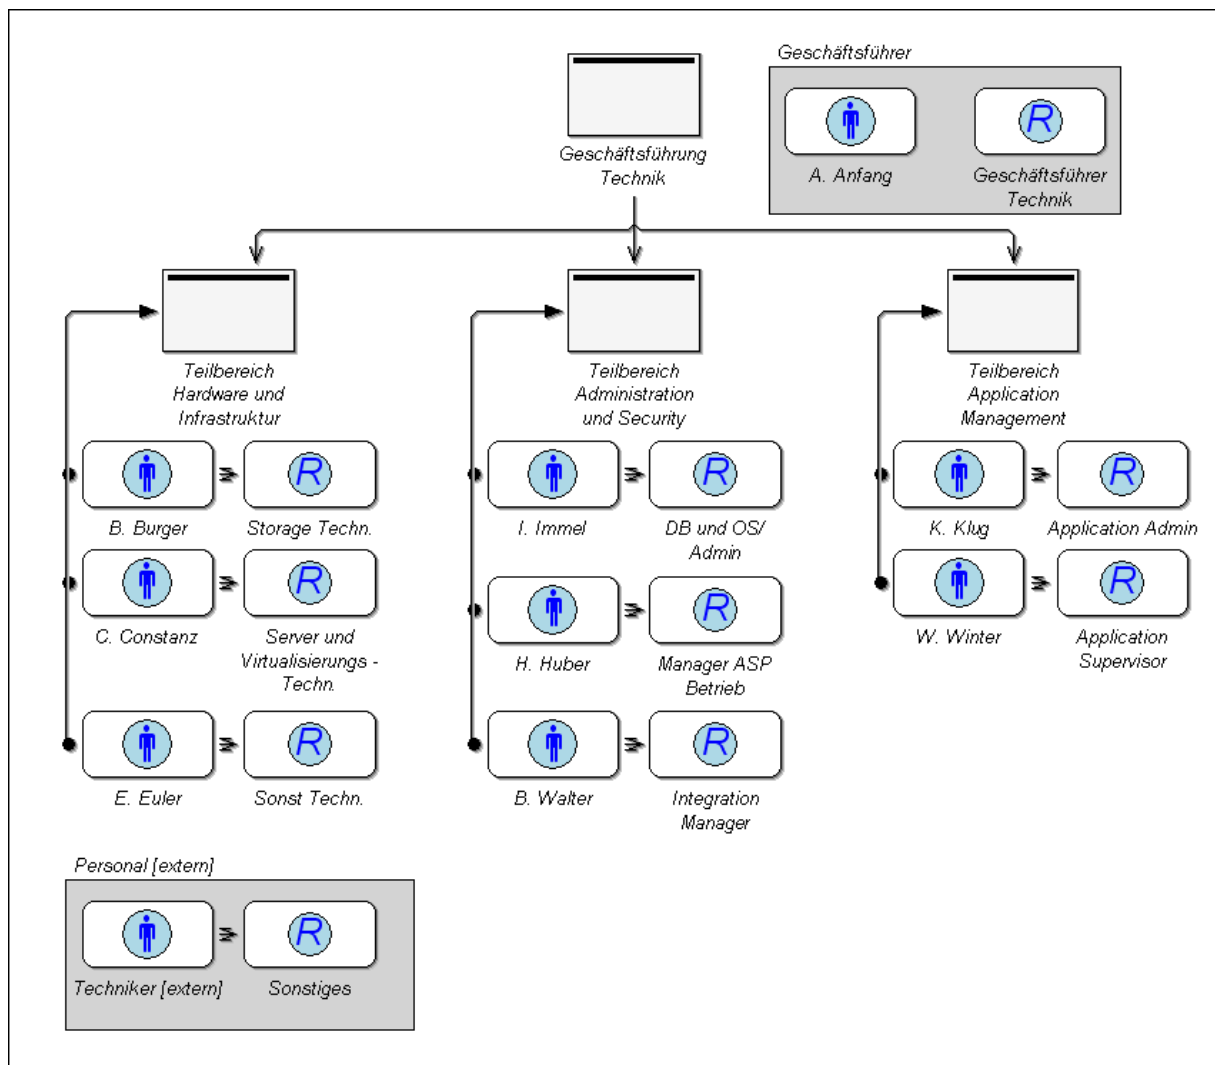 Geschäftsführer
R
A. Anfang
Geschäftsführer
Technik
Geschäftsführung
Technik
Teilbereich
Hardware und
Infrastruktur
R
B. Burger
Storage Techn.
R
C. Constanz
Server und
Virtualisierungs -
Techn.
R
E. Euler
Sonst Techn.
Teilbereich
Administration
und Security
R
I. Immel
DB und OS/
Admin
R
H. Huber
Manager ASP
Betrieb
R
B. Walter
Integration
Manager
Teilbereich
Application
Management
R
K. Klug
Application Admin
R
W. Winter
Application
Supervisor
Personal [extern]
R
Techniker [extern]
Sonstiges